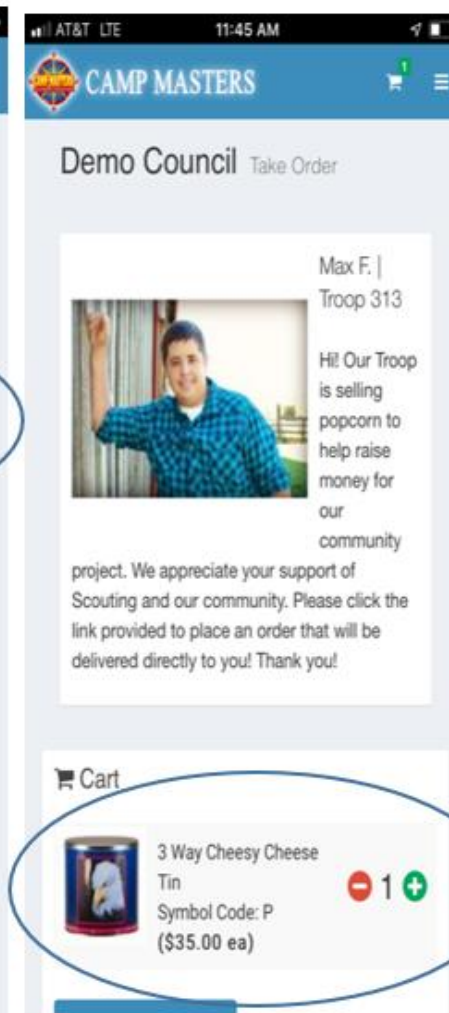 AT&T LTE 11:45 AM
CAMP MASTERS
1
Demo Council Take Order
Max F. |
Troop 313
Hi! Our Troop
is selling
popcorn to
help raise
money for
our
community
project. We appreciate your support of
Scouting and our community. Please click the
link provided to place an order that will be
delivered directly to you! Thank you!
Cart
3 Way Cheesy Cheese
Tin
Symbol Code: P
($35.00 ea)
1